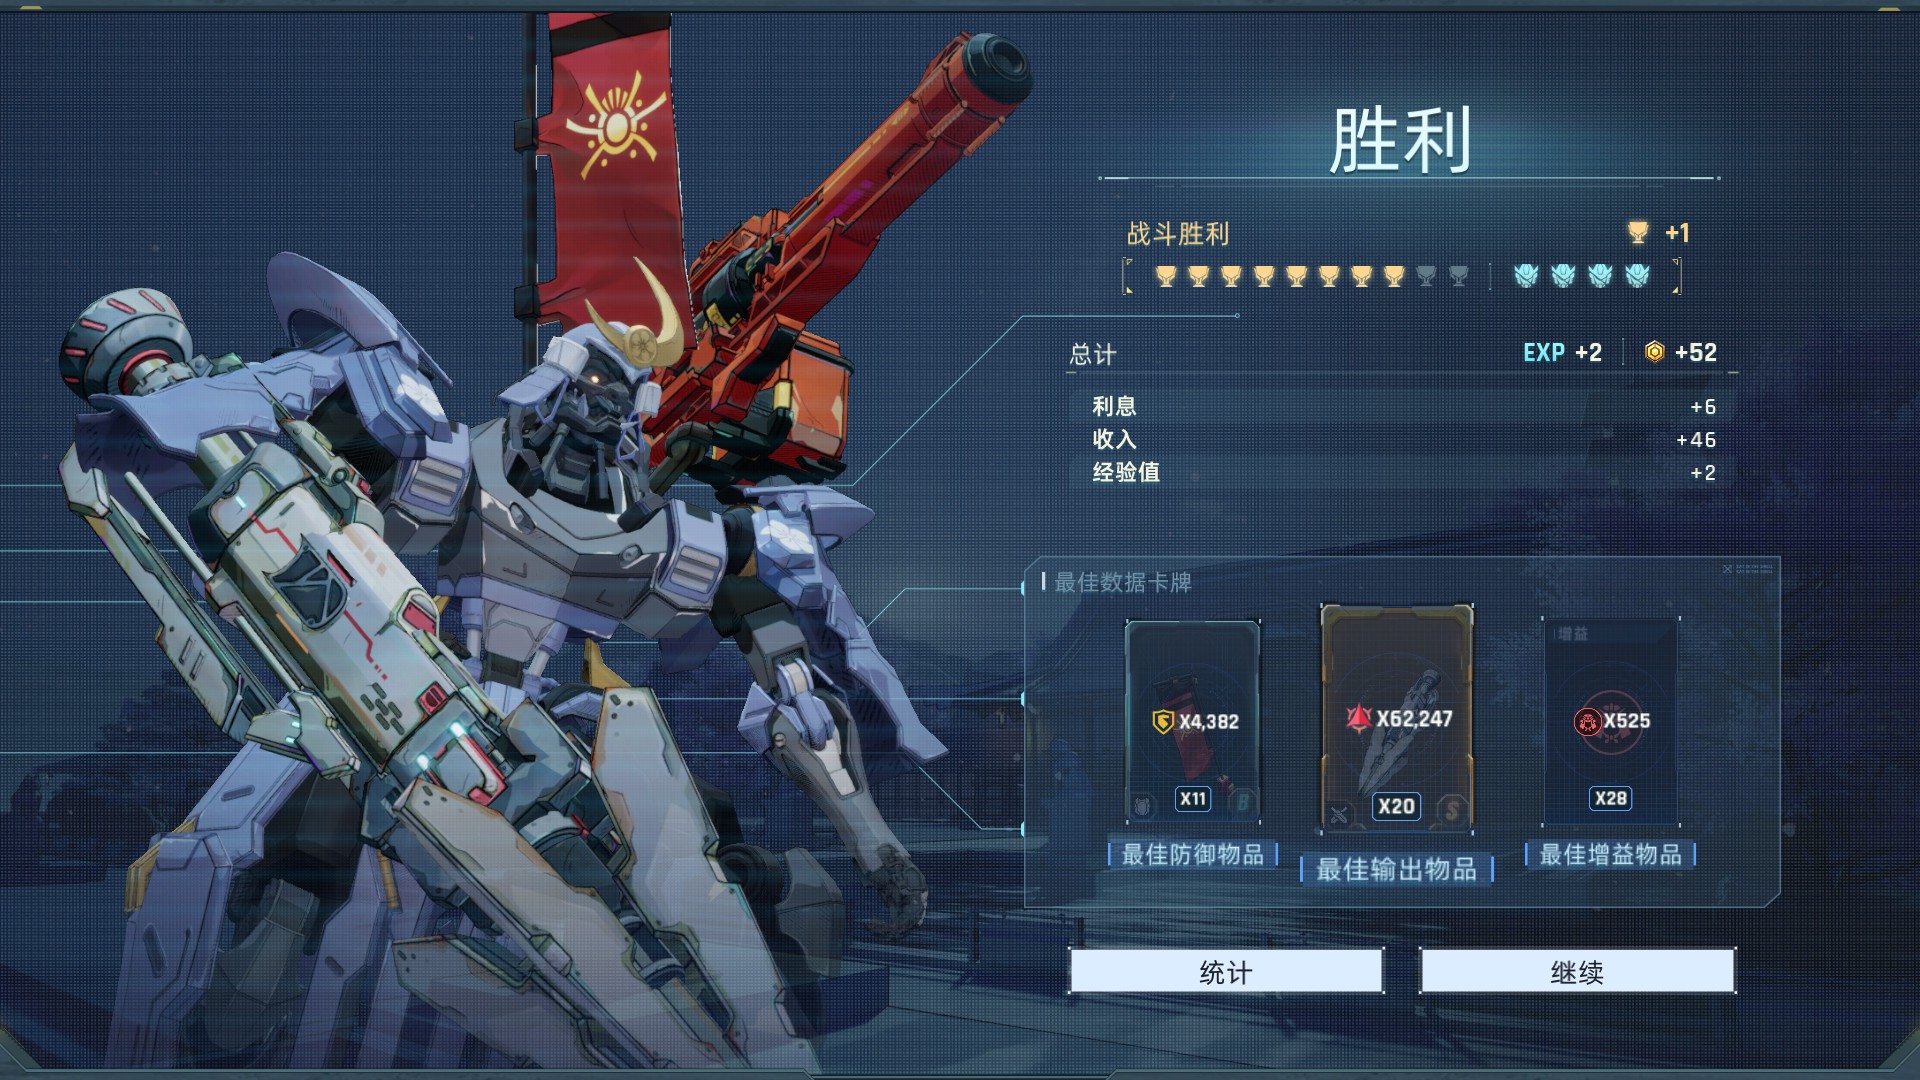 胜利
战斗胜利 +1
总计 EXP +2 +52
利息 +6
收入 +46
经验值 +2
最佳数据卡牌
增益
X4,382 X62,247 X525
X11 X20 X28
B S
最佳防御物品 最佳输出物品 最佳增益物品
统计 继续